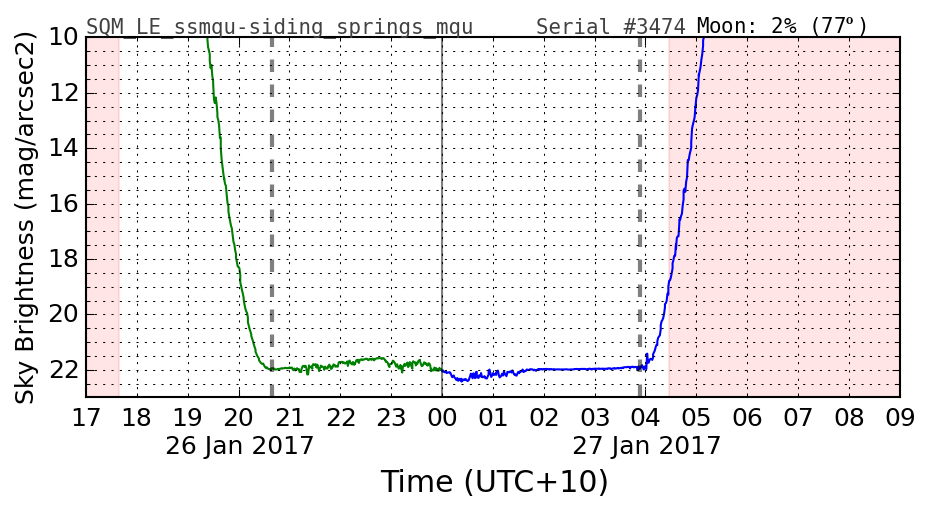 SQM_LE_ssmqu-siding_springs_mqu Serial #3474 Moon: 2% (77º)
Sky Brightness (mag/arcsec2)
10
12
14
16
18
20
22
17 18 19 20 21 22 23 00 01 02 03 04 05 06 07 08 09
26 Jan 2017 27 Jan 2017
Time (UTC+10)